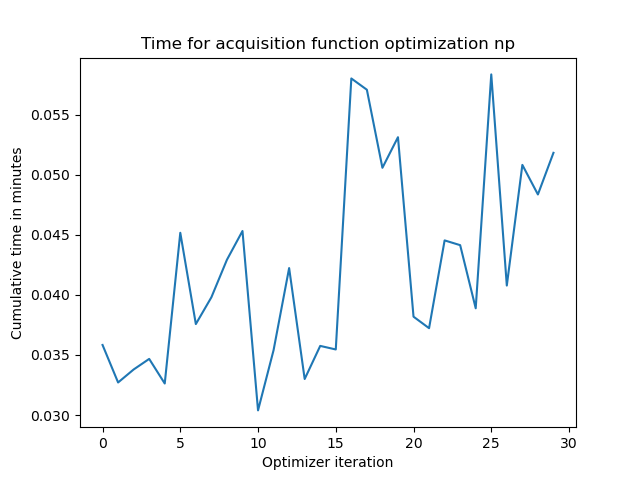 Time for acquisition function optimization np
Cumulative time in minutes
0.055
0.050
0.045
0.040
0.035
0.030
0 5 10 15 20 25 30
Optimizer iteration